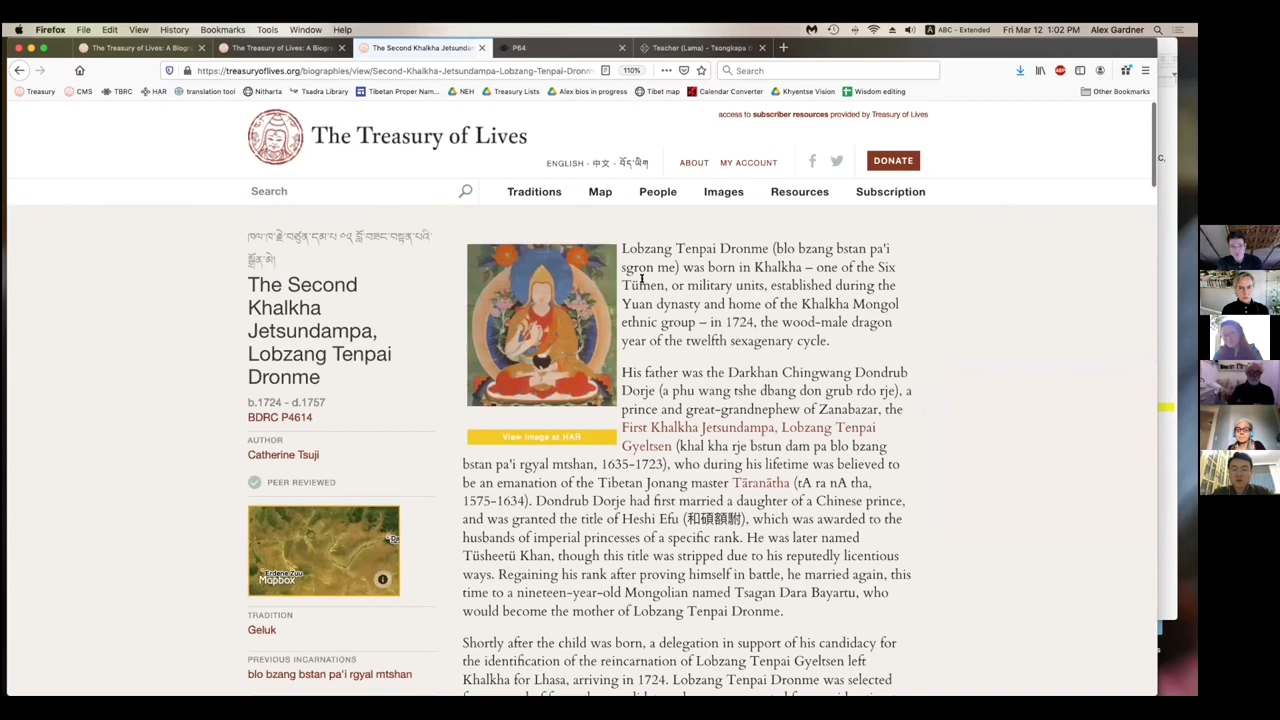 Firefox File Edit View History Bookmarks Tools Window Help ABC - Extended Fri Mar 12 1:02 PM Alex Gardner
The Treasury of Lives: A Biogra The Treasury of Lives: A Biogra The Second Khalkha Jetsundam P64 Teacher (Lama) - Tsongkapa
https://treasuryoflives.org/biographies/view/Second-Khalkha-Jetsundampa-Lobzang-Tenpai-Dronm 110% Search
Treasury CMS TBRC HAR translation tool Nitharta Tsadra Library Tibetan Proper Nam... NEH Treasury Lists Alex bios in progress Tibet map Calendar Converter Khyentse Vision Wisdom editing Other Bookmarks
access to subscriber resources provided by Treasury of Lives
The Treasury of Lives
ENGLISH · 中文 · བོད་ཡིག
ABOUT MY ACCOUNT DONATE
Search Traditions Map People Images Resources Subscription
The Second
Khalkha
Jetsundampa,
Lobzang Tenpai
Dronme
b.1724 - d.1757
BDRC P4614
AUTHOR
Catherine Tsuji
PEER REVIEWED
Erdene Zuu
Mapbox
TRADITION
Geluk
PREVIOUS INCARNATIONS
blo bzang bstan pa'i rgyal mtshan
View Image at HAR
Lobzang Tenpai Dronme (blo bzang bstan pa'i
sgron me) was born in Khalkha – one of the Six
Tümen, or military units, established during the
Yuan dynasty and home of the Khalkha Mongol
ethnic group – in 1724, the wood-male dragon
year of the twelfth sexagenary cycle.
His father was the Darkhan Chingwang Dondrub
Dorje (a phu wang tshe dbang don grub rdo rje), a
prince and great-grandnephew of Zanabazar, the
First Khalkha Jetsundampa, Lobzang Tenpai
Gyeltsen (khal kha rje bstun dam pa blo bzang
bstan pa'i rgyal mtshan, 1635-1723), who during his lifetime was believed to
be an emanation of the Tibetan Jonang master Tāranātha (tA ra nA tha,
1575-1634). Dondrub Dorje had first married a daughter of a Chinese prince,
and was granted the title of Heshi Efu (和碩額駙), which was awarded to the
husbands of imperial princesses of a specific rank. He was later named
Tüsheetü Khan, though this title was stripped due to his reputedly licentious
ways. Regaining his rank after proving himself in battle, he married again, this
time to a nineteen-year-old Mongolian named Tsagan Dara Bayartu, who
would become the mother of Lobzang Tenpai Dronme.
Shortly after the child was born, a delegation in support of his candidacy for
the identification of the reincarnation of Lobzang Tenpai Gyeltsen left
Khalkha for Lhasa, arriving in 1724. Lobzang Tenpai Dronme was selected